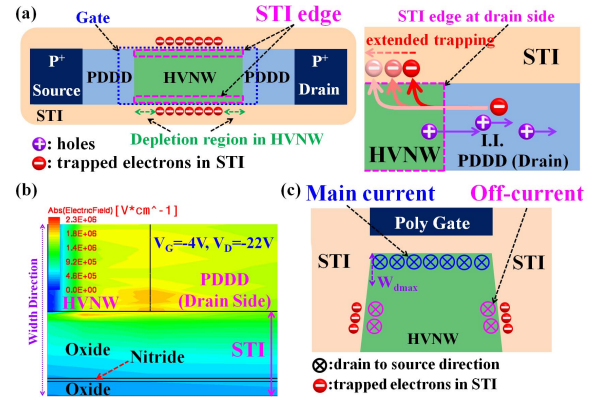 (a)
Gate
STI edge
P+
Source
PDDD
HVNW
PDDD
P+
Drain
STI
Depletion region in HVNW
+: holes
−: trapped electrons in STI
STI edge at drain side
extended trapping
STI
HVNW
I.I.
PDDD (Drain)
(b)
Abs(ElectricField) [V*cm^-1]
2.3E+06
1.8E+06
1.4E+06
9.2E+05
4.6E+05
0.0E+00
VG=-4V, VD=-22V
Width Direction
HVNW
PDDD
(Drain Side)
STI
Oxide
Nitride
Oxide
(c)
Main current
Off-current
Poly Gate
STI
STI
Wdmax
HVNW
⊗: drain to source direction
−: trapped electrons in STI